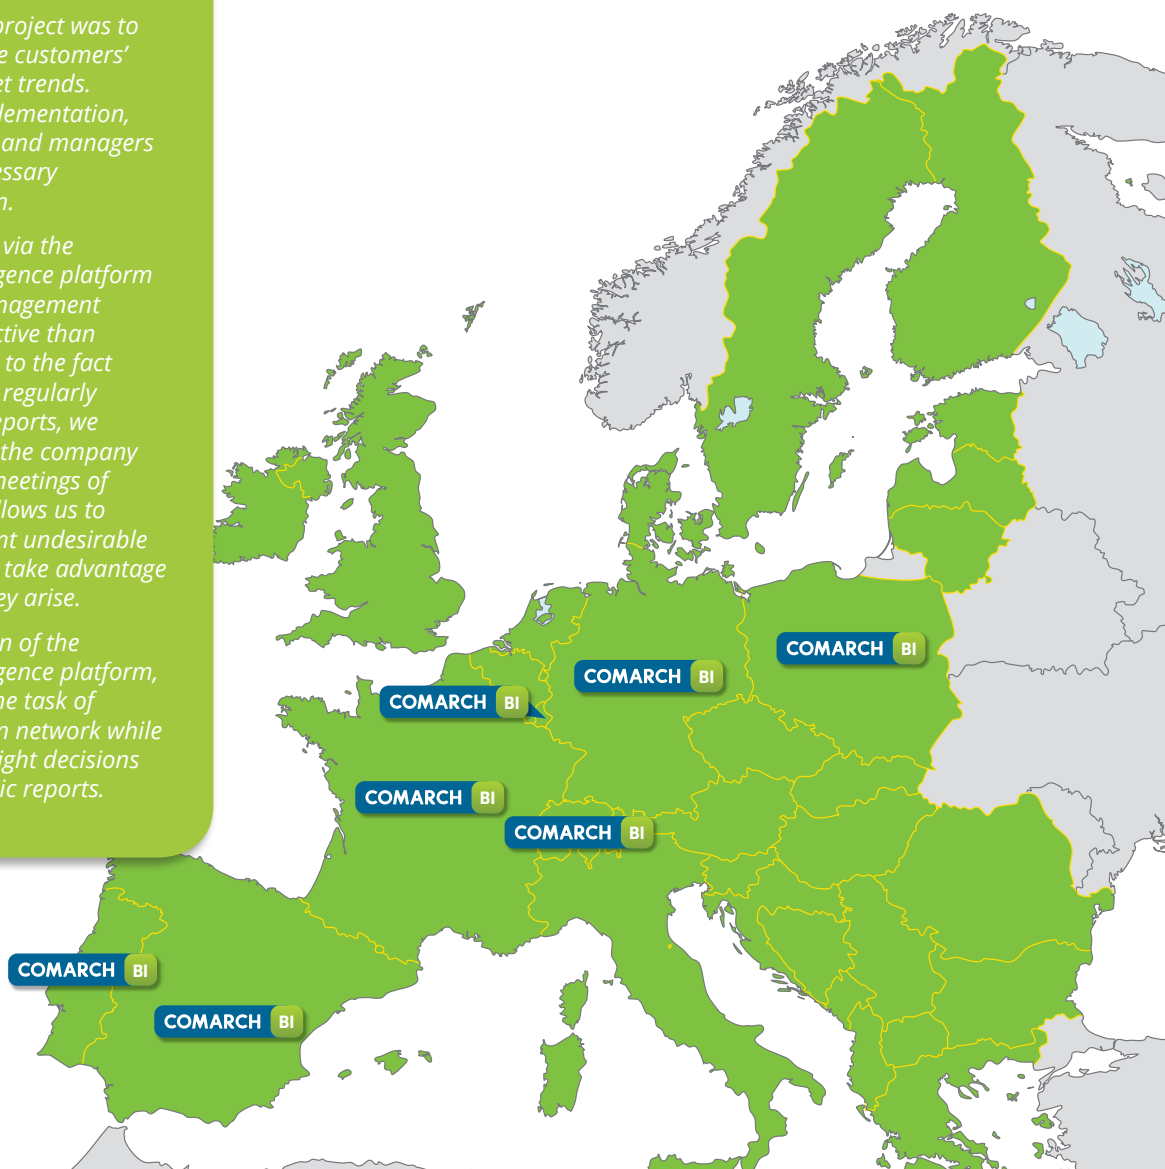 project was to
e customers’
et trends.
lementation,
and managers
essary
n.
via the
gence platform
nagement
ctive than
to the fact
regularly
eports, we
the company
meetings of
llows us to
nt undesirable
take advantage
ey arise.
n of the
gence platform,
ne task of
n network while
ight decisions
ic reports.
COMARCH BI
COMARCH BI
COMARCH BI
COMARCH BI
COMARCH BI
COMARCH BI
COMARCH BI